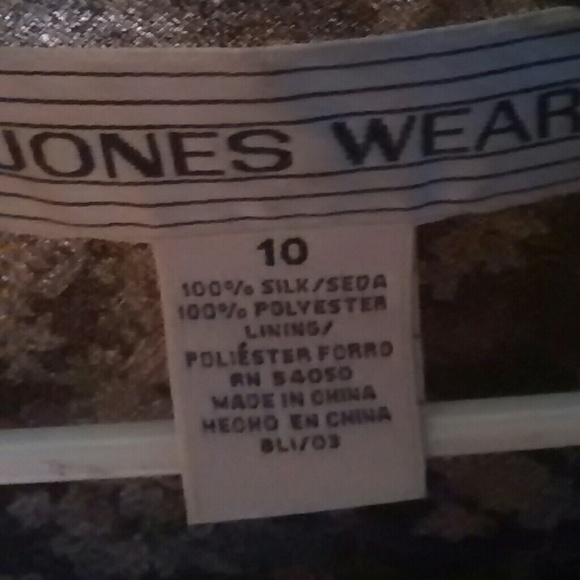 JONES WEAR
10
100% SILK/SEDA
100% POLYESTER
LINING/
POLIÉSTER FORRO
RN 54050
MADE IN CHINA
HECHO EN CHINA
BLI/03